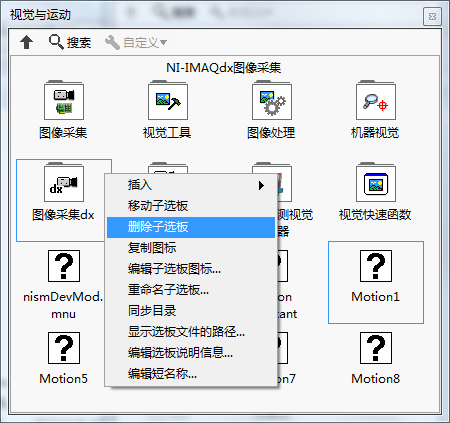 视觉与运动
搜索 自定义
NI-IMAQdx图像采集
图像采集 视觉工具 图像处理 机器视觉
dx
图像采集dx 测视觉 视觉快速函数
器
插入
移动子选板
删除子选板
复制图标
编辑子选板图标...
重命名子选板...
同步目录
显示选板文件的路径...
编辑选板说明信息...
编辑短名称...
? ? ?
nismDevMod.mnu on tant Motion1
? ? ?
Motion5 on7 Motion8